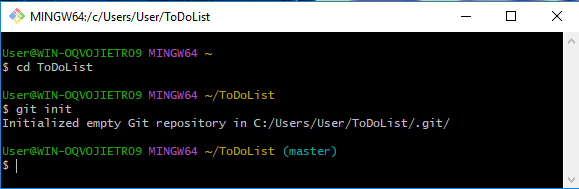 MINGW64:/c/Users/User/ToDoList
User@WIN-OQVOJIETRO9 MINGW64 ~
$ cd ToDoList
User@WIN-OQVOJIETRO9 MINGW64 ~/ToDoList
$ git init
Initialized empty Git repository in C:/Users/User/ToDoList/.git/
User@WIN-OQVOJIETRO9 MINGW64 ~/ToDoList (master)
$